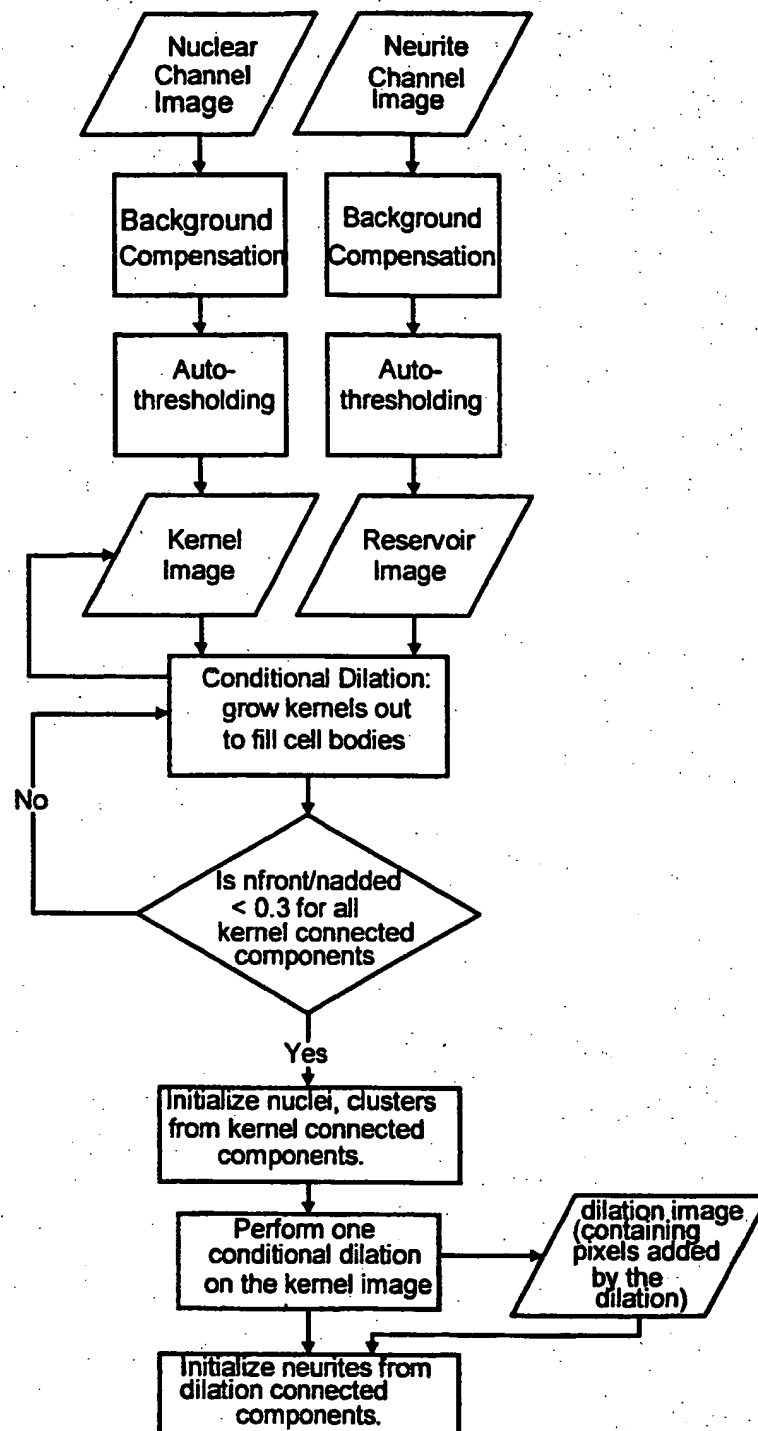 Nuclear
Channel
Image
Neurite
Channel
Image
Background
Compensation
Background
Compensation
Auto-
thresholding
Auto-
thresholding
Kernel
Image
Reservoir
Image
Conditional Dilation:
grow kernels out
to fill cell bodies
No
Is nfront/nadded
< 0.3 for all
kernel connected
components
Yes
Initialize nuclei, clusters
from kernel connected
components.
Perform one
conditional dilation
on the kernel image
dilation image
(containing
pixels added
by the
dilation)
Initialize neurites from
dilation connected
components.